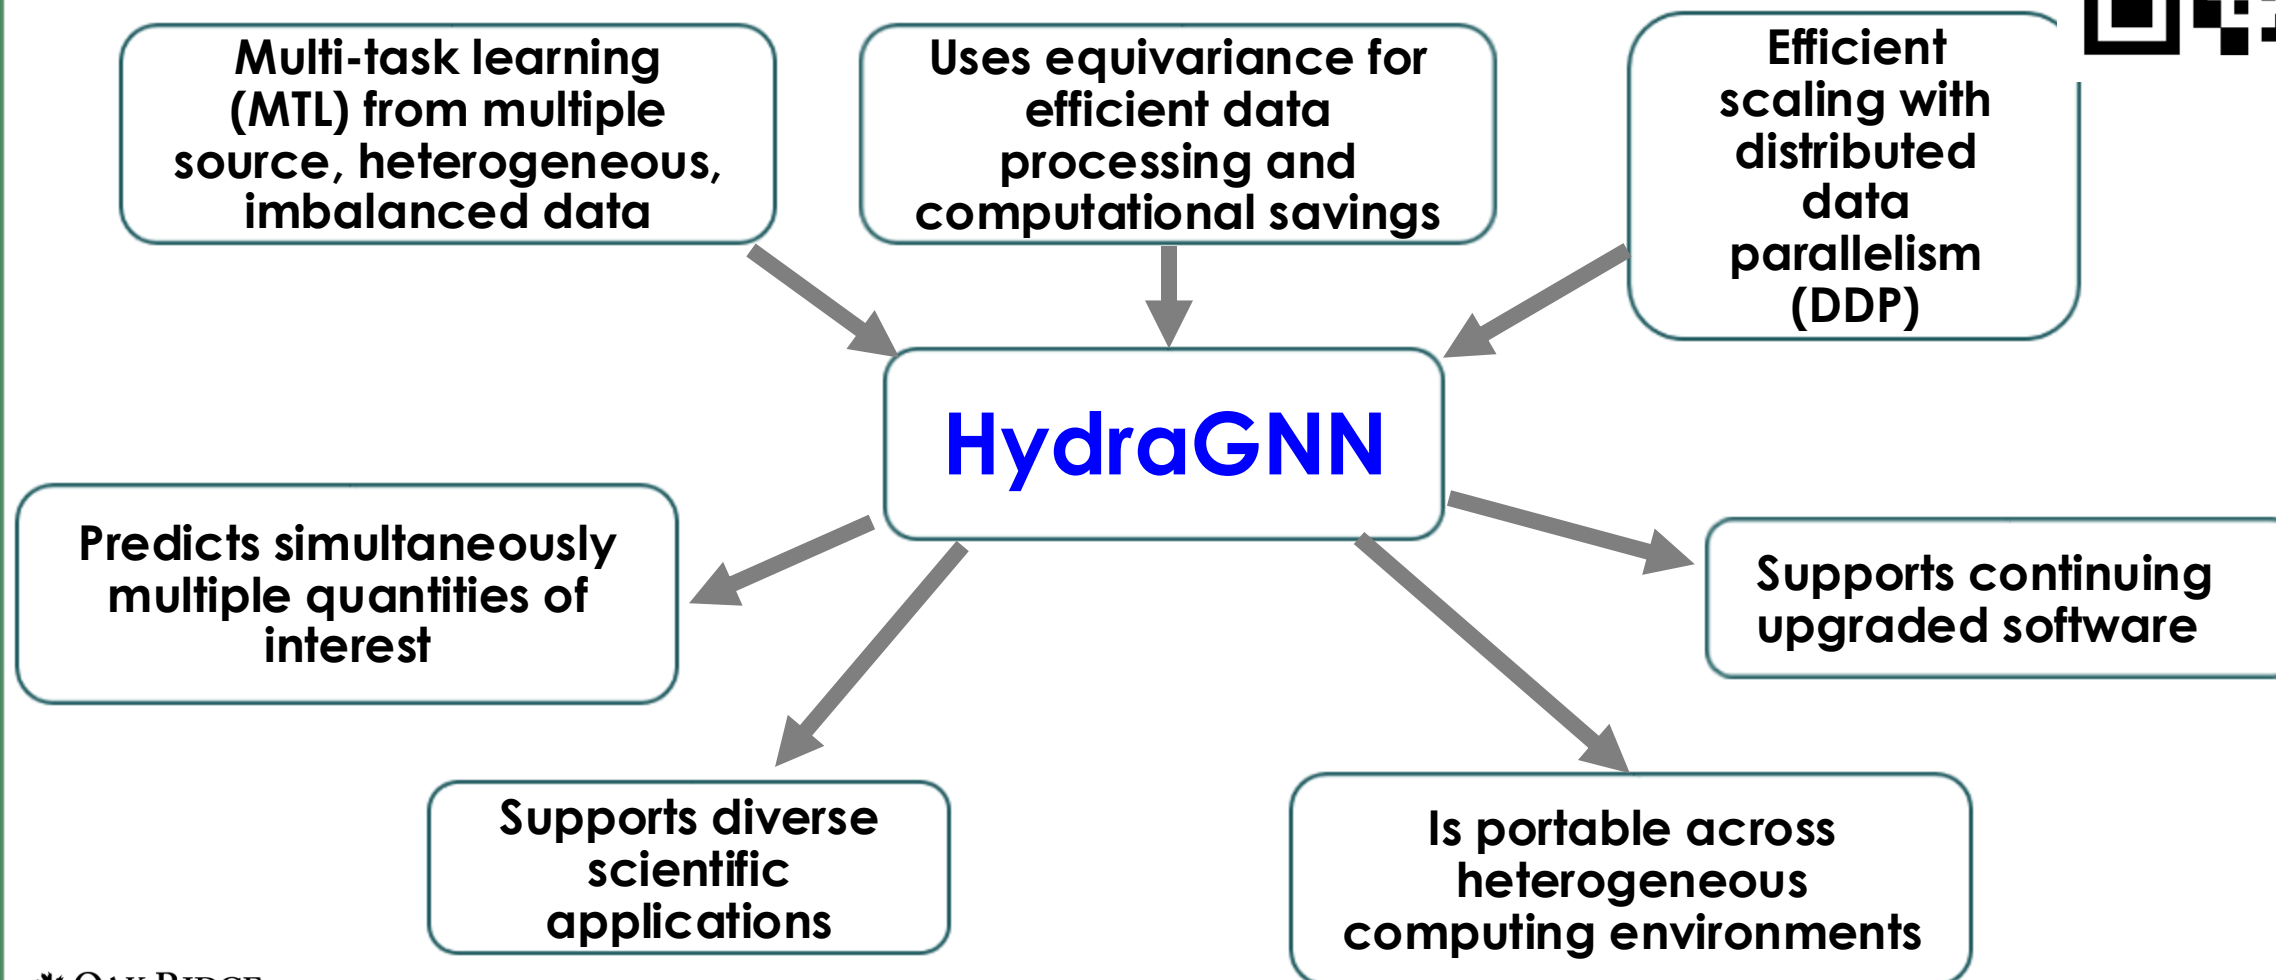 Multi-task learning
(MTL) from multiple
source, heterogeneous,
imbalanced data
Uses equivariance for
efficient data
processing and
computational savings
Efficient
scaling with
distributed
data
parallelism
(DDP)
HydraGNN
Predicts simultaneously
multiple quantities of
interest
Supports continuing
upgraded software
Supports diverse
scientific
applications
Is portable across
heterogeneous
computing environments
OAK RIDGE